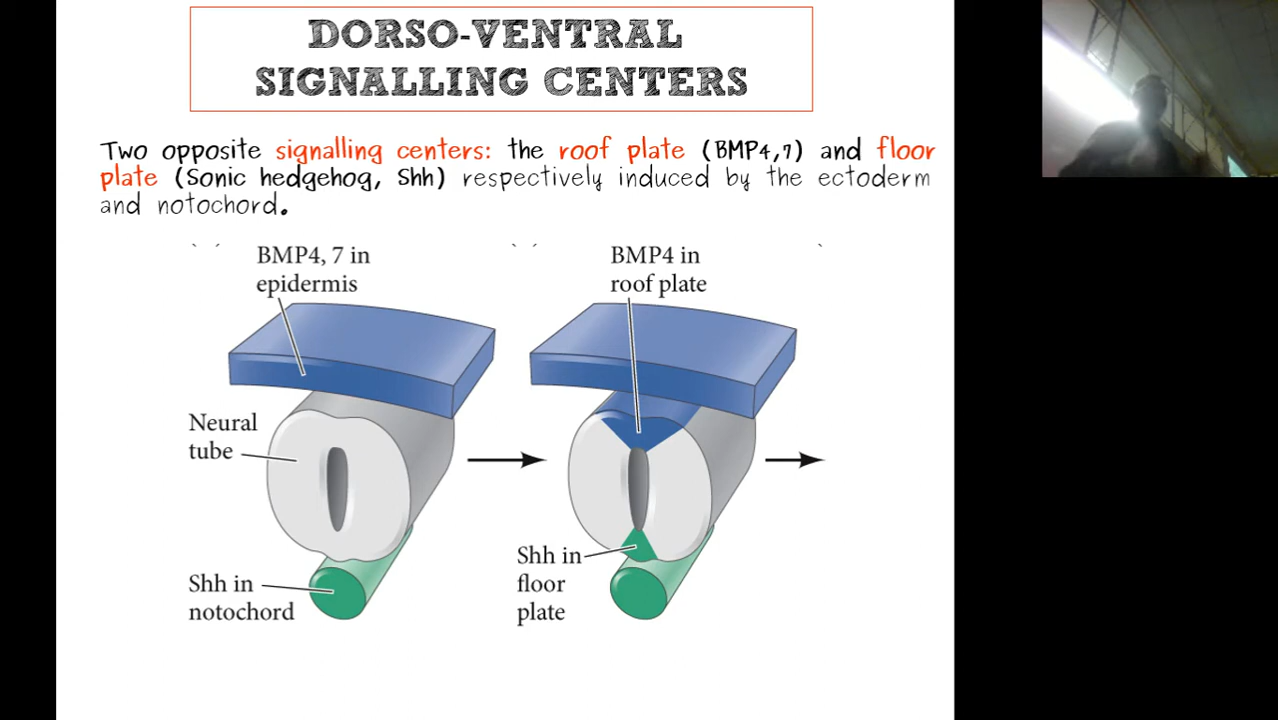 DORSO-VENTRAL
SIGNALLING CENTERS
Two opposite signalling centers: the roof plate (BMP4,7) and floor
plate (Sonic hedgehog, Shh) respectively induced by the ectoderm
and notochord.
BMP4, 7 in
epidermis
BMP4 in
roof plate
Neural
tube
Shh in
notochord
Shh in
floor
plate